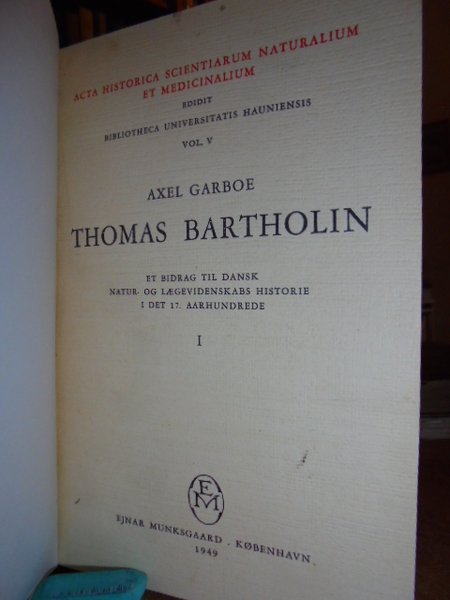 ACTA HISTORICA SCIENTIARUM NATURALIUM
ET MEDICINALIUM
EDIDIT
BIBLIOTHECA UNIVERSITATIS HAUNIENSIS
VOL. V
AXEL GARBOE
THOMAS BARTHOLIN
ET BIDRAG TIL DANSK
NATUR- OG LÆGEVIDENSKABS HISTORIE
I DET 17. AARHUNDREDE
I
EM
EJNAR MUNKSGAARD · KØBENHAVN
1949